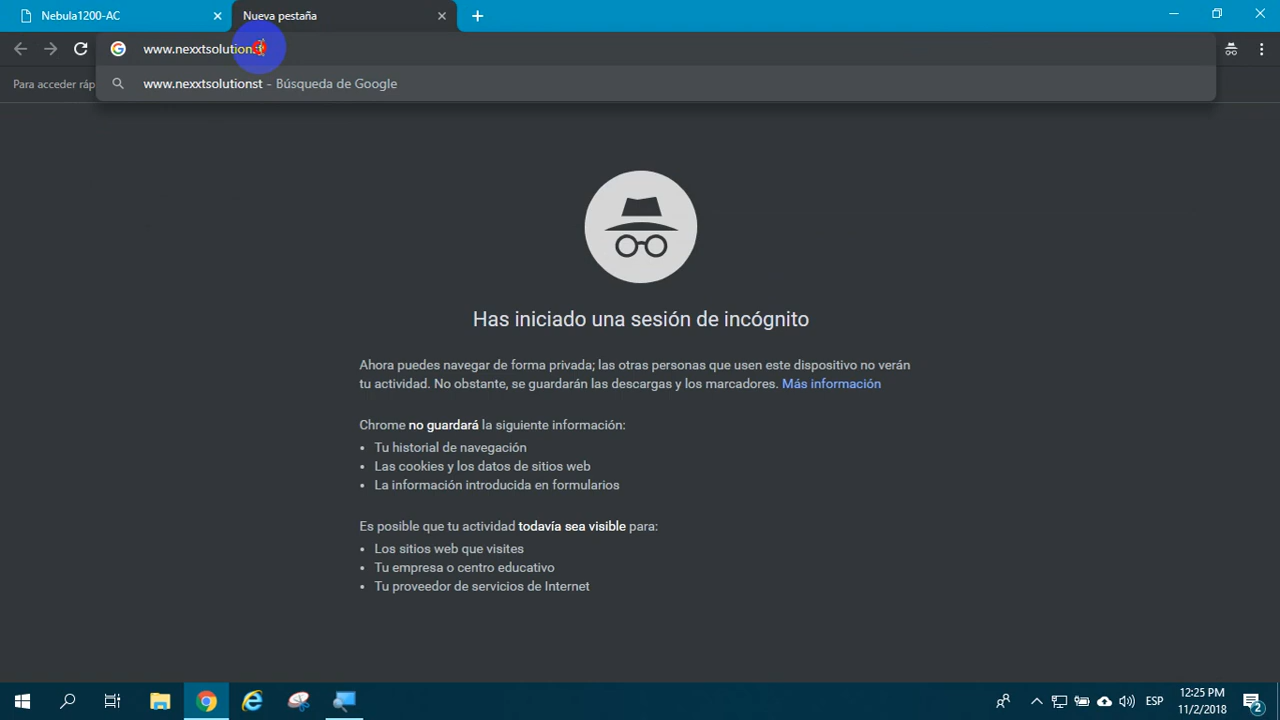 Nebula1200-AC
Nueva pestaña
www.nexxtsolution
Para acceder ráp
www.nexxtsolutionst - Búsqueda de Google
Has iniciado una sesión de incógnito
Ahora puedes navegar de forma privada; las otras personas que usen este dispositivo no verán
tu actividad. No obstante, se guardarán las descargas y los marcadores. Más información
Chrome no guardará la siguiente información:
• Tu historial de navegación
• Las cookies y los datos de sitios web
• La información introducida en formularios
Es posible que tu actividad todavía sea visible para:
• Los sitios web que visites
• Tu empresa o centro educativo
• Tu proveedor de servicios de Internet
ESP
12:25 PM
11/2/2018
2